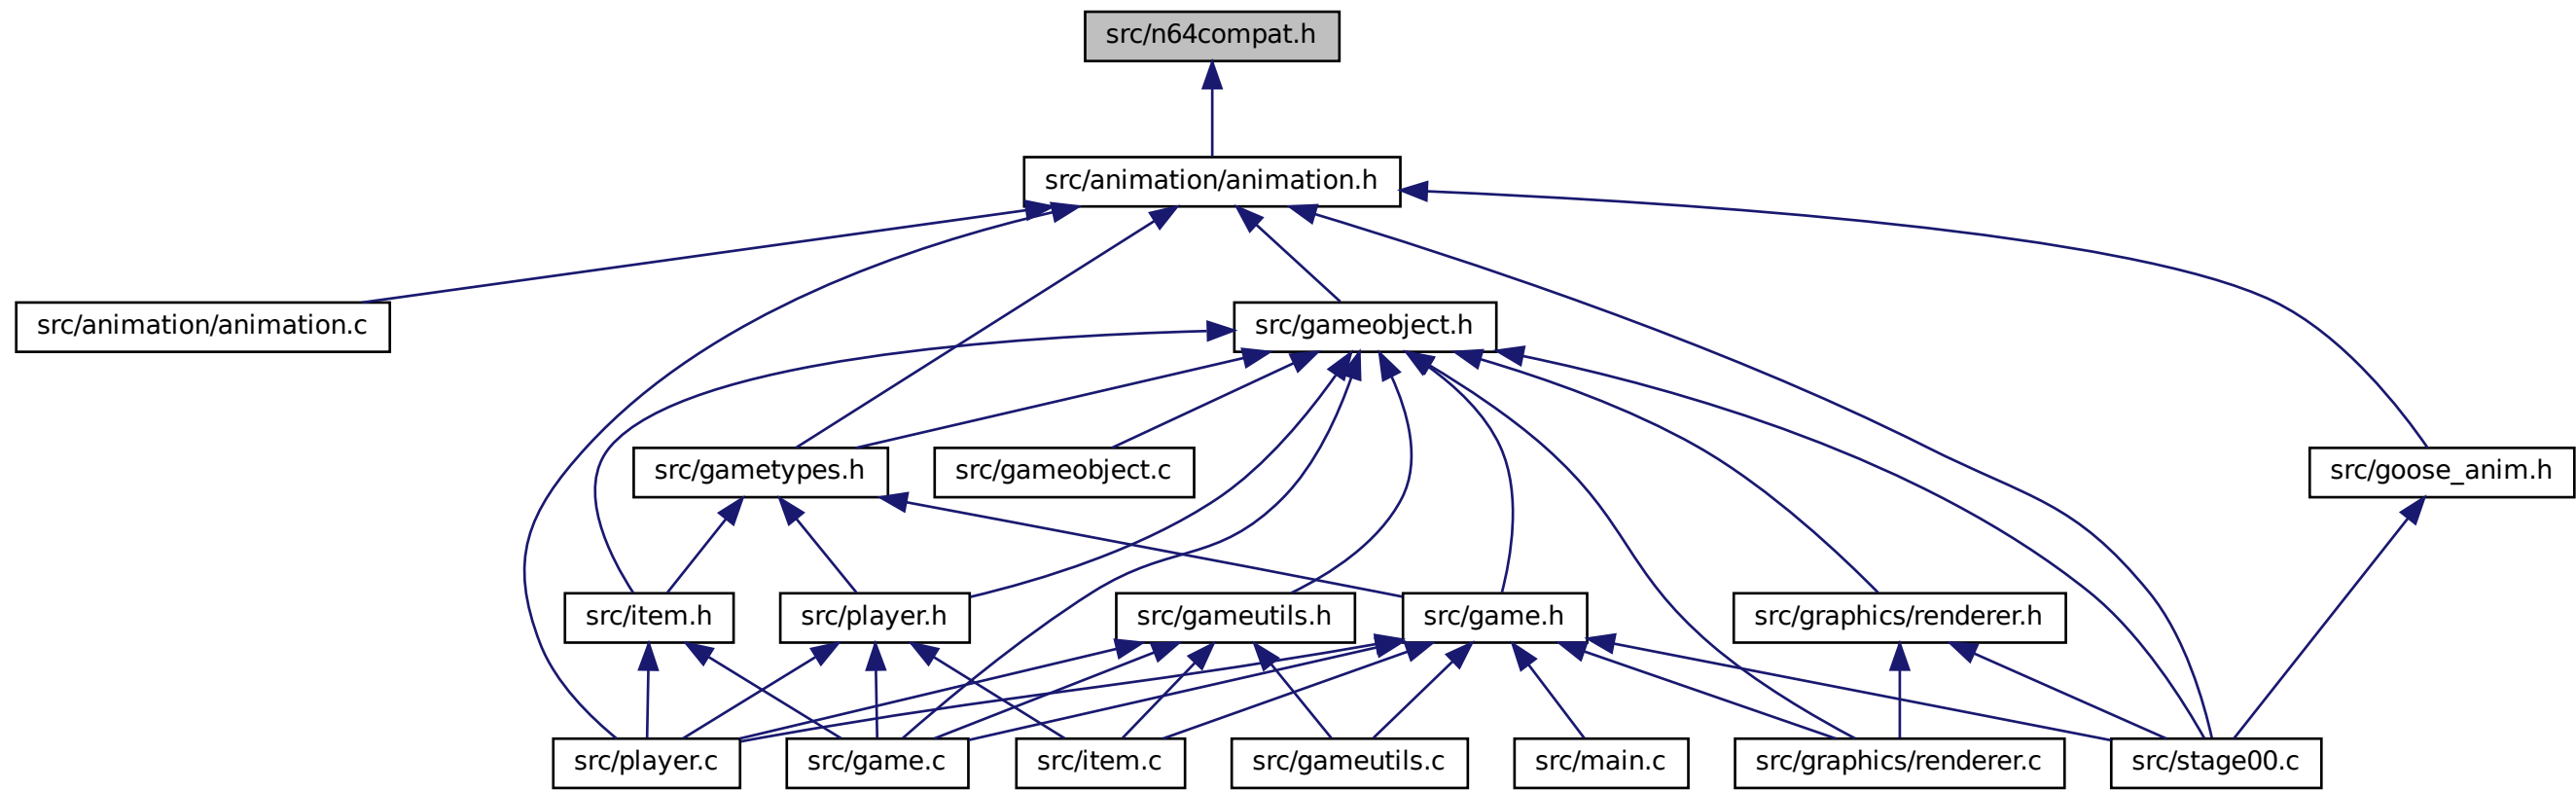 src/n64compat.h
src/animation/animation.h
src/animation/animation.c
src/gameobject.h
src/gametypes.h
src/gameobject.c
src/goose_anim.h
src/item.h
src/player.h
src/gameutils.h
src/game.h
src/graphics/renderer.h
src/player.c
src/game.c
src/item.c
src/gameutils.c
src/main.c
src/graphics/renderer.c
src/stage00.c